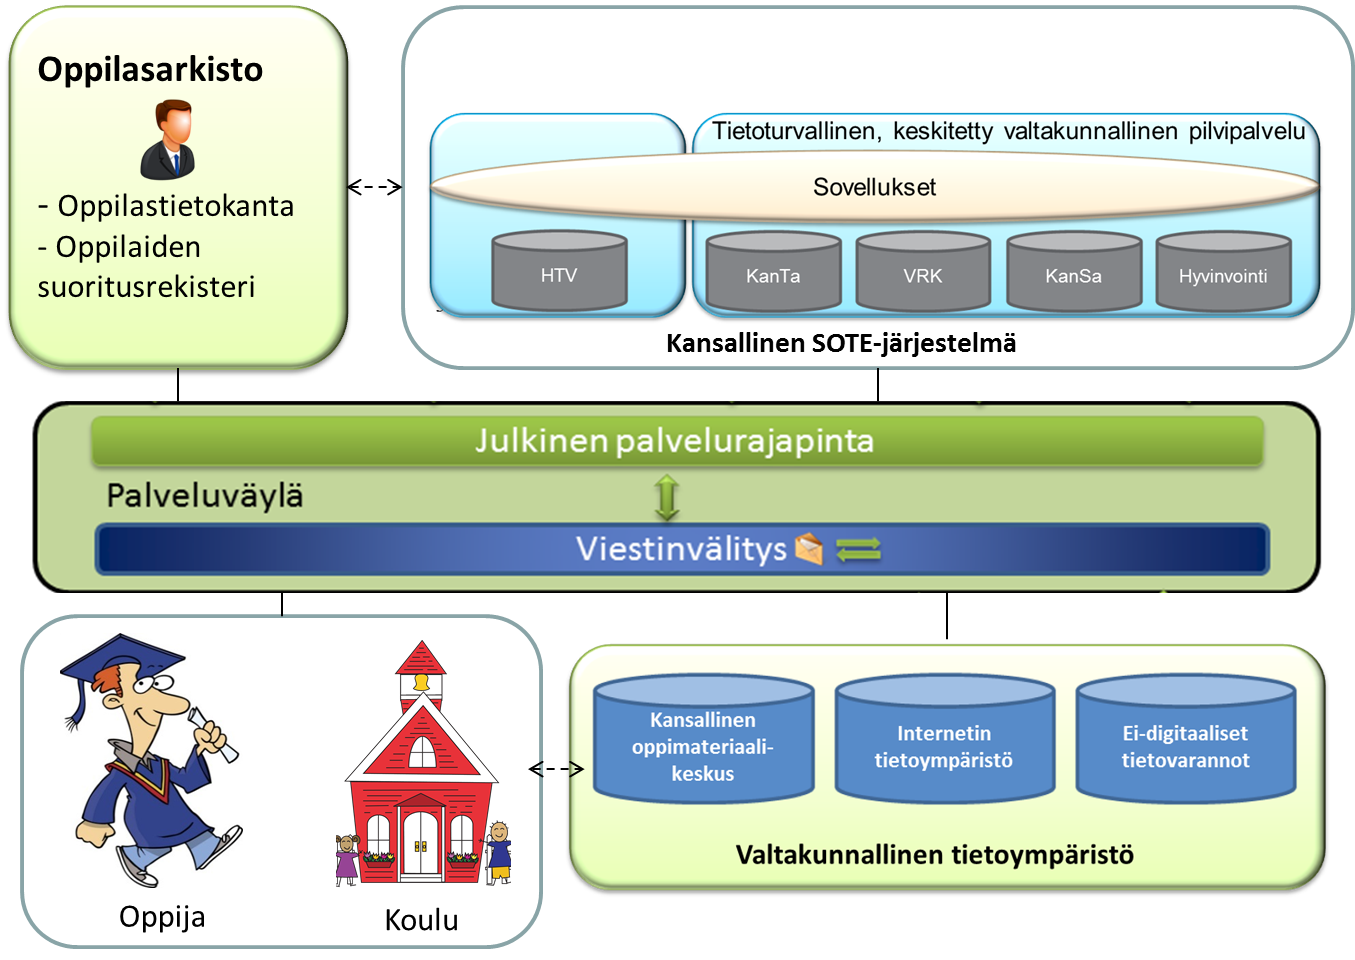 Oppilasarkisto
- Oppilastietokanta
- Oppilaiden
suoritusrekisteri
Tietoturvallinen, keskitetty valtakunnallinen pilvipalvelu
Sovellukset
HTV
KanTa
VRK
KanSa
Hyvinvointi
Kansallinen SOTE-järjestelmä
Julkinen palvelurajapinta
Palveluväylä
Viestinvälitys
Oppija
Koulu
Kansallinen
oppimateriaali-
keskus
Internetin
tietoympäristö
Ei-digitaaliset
tietovarannot
Valtakunnallinen tietoympäristö